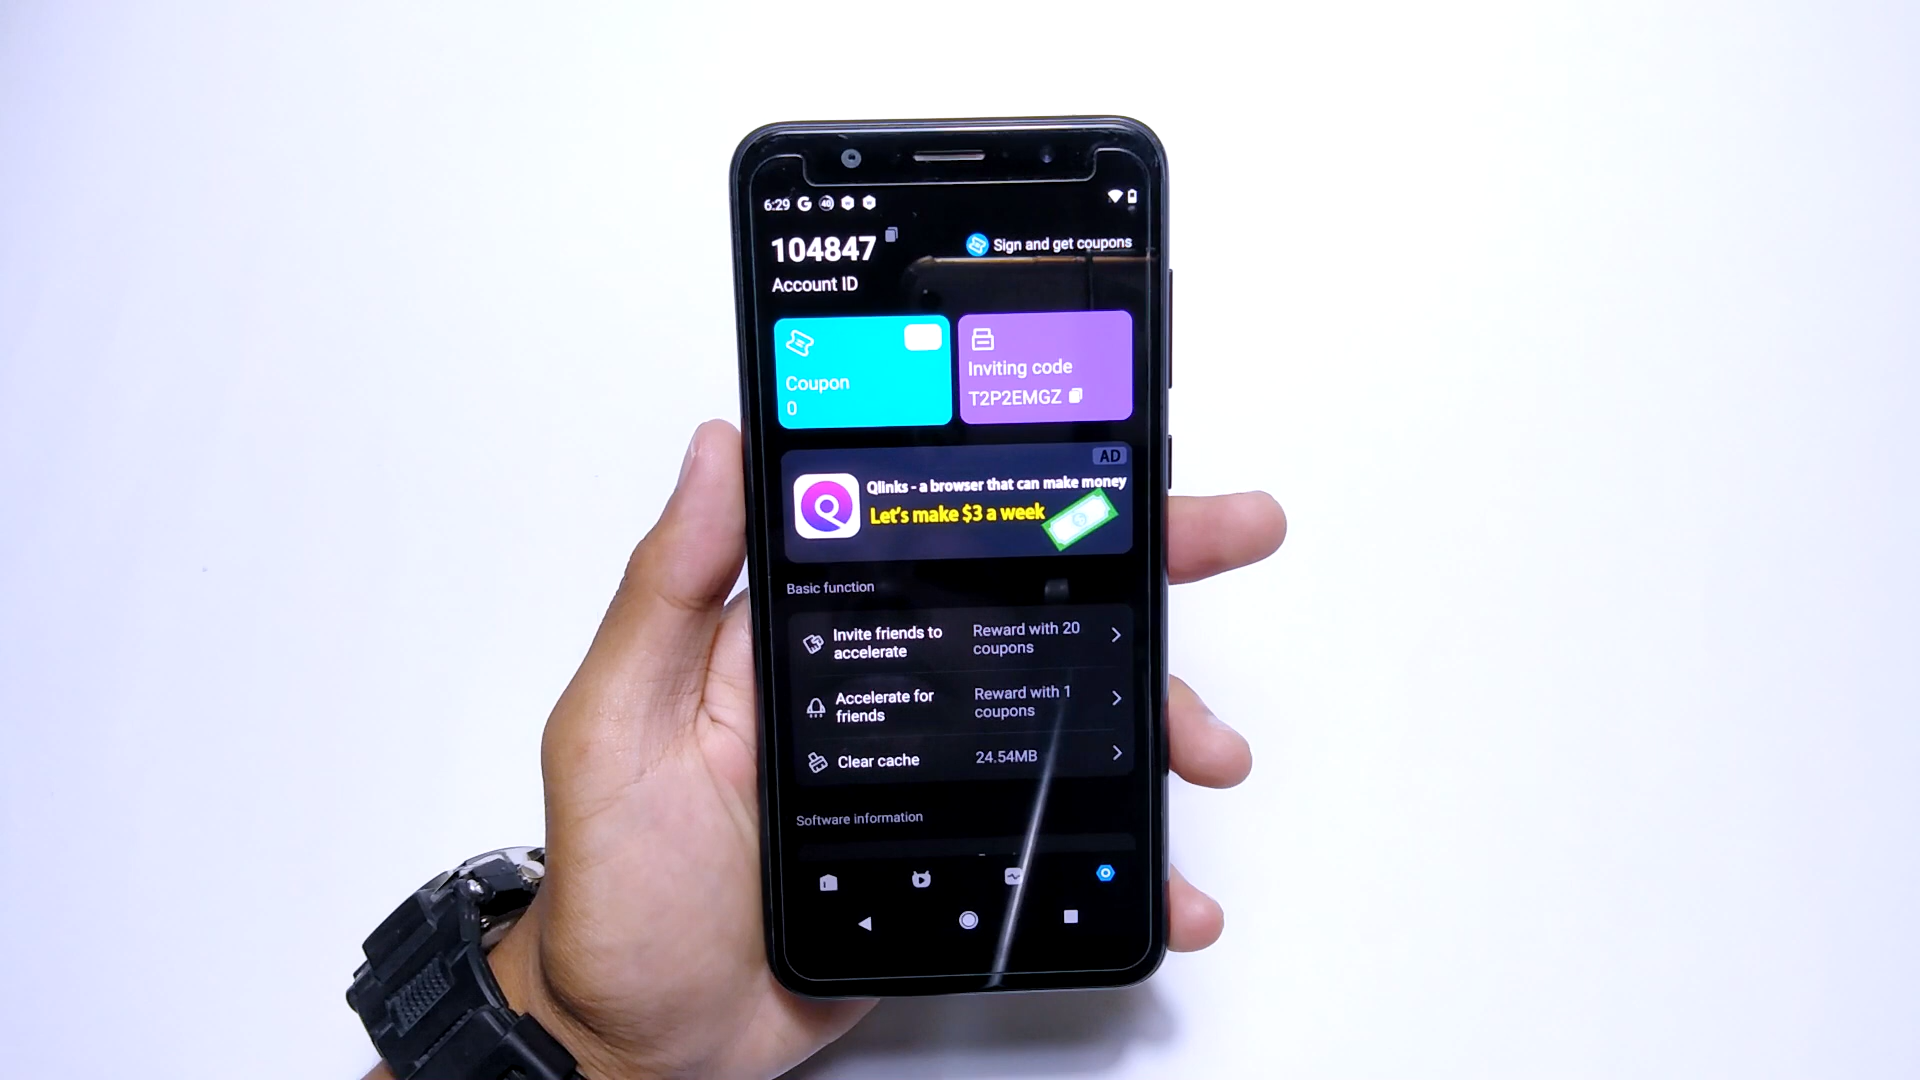 6:29
104847
Sign and get coupons
Account ID
Coupon
0
Inviting code
T2P2EMGZ
AD
Qlinks - a browser that can make money
Let's make $3 a week
Basic function
Invite friends to
accelerate
Reward with 20
coupons
Accelerate for
friends
Reward with 1
coupons
Clear cache
24.54MB
Software information